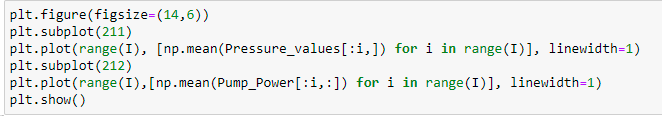 plt.figure(figsize=(14,6))
plt.subplot(211)
plt.plot(range(I), [np.mean(Pressure_values[:i,]) for i in range(I)], linewidth=1)
plt.subplot(212)
plt.plot(range(I),[np.mean(Pump_Power[:i,:]) for i in range(I)], linewidth=1)
plt.show()